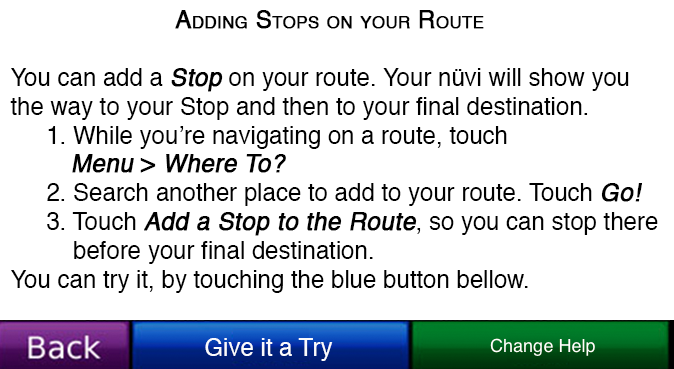 Adding Stops on your Route
You can add a Stop on your route. Your nüvi will show you
the way to your Stop and then to your final destination.
1. While you're navigating on a route, touch
Menu > Where To?
2. Search another place to add to your route. Touch Go!
3. Touch Add a Stop to the Route, so you can stop there
before your final destination.
You can try it, by touching the blue button bellow.
Back Give it a Try Change Help